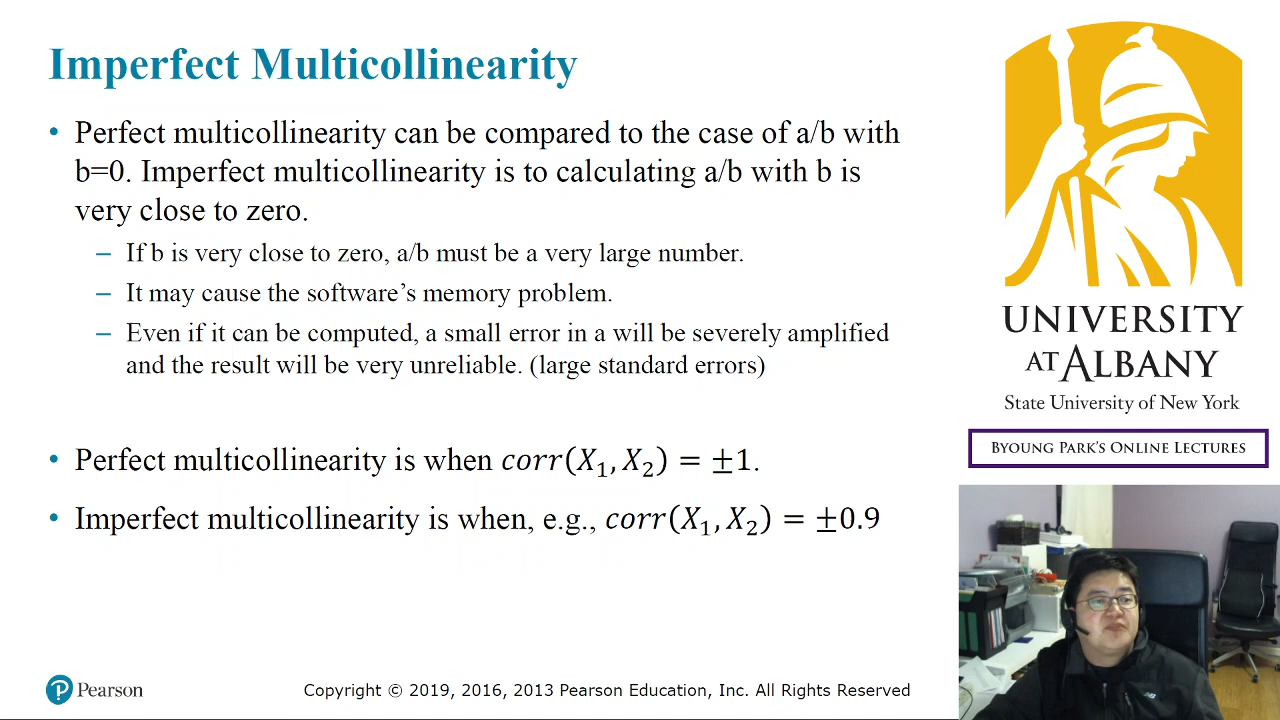 Imperfect Multicollinearity
• Perfect multicollinearity can be compared to the case of a/b with
b=0. Imperfect multicollinearity is to calculating a/b with b is
very close to zero.
– If b is very close to zero, a/b must be a very large number.
– It may cause the software’s memory problem.
– Even if it can be computed, a small error in a will be severely amplified
and the result will be very unreliable. (large standard errors)
• Perfect multicollinearity is when 𝑐𝑜𝑟𝑟(𝑋₁, 𝑋₂) = ±1.
• Imperfect multicollinearity is when, e.g., 𝑐𝑜𝑟𝑟(𝑋₁, 𝑋₂) = ±0.9
UNIVERSITY
AT ALBANY
State University of New York
BYOUNG PARK’S ONLINE LECTURES
P Pearson
Copyright © 2019, 2016, 2013 Pearson Education, Inc. All Rights Reserved